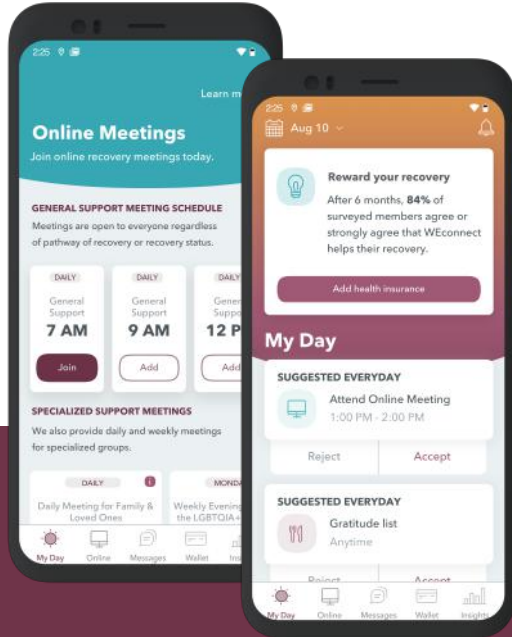 2:25
Learn
Online Meetings
Join online recovery meetings today.
GENERAL SUPPORT MEETING SCHEDULE
Meetings are open to everyone regardless
of pathway of recovery or recovery status.
DAILY
General
Support
7 AM
Join
DAILY
General
Support
9 AM
Add
DAILY
Support
12 P
Add
SPECIALIZED SUPPORT MEETINGS
We also provide daily and weekly meetings
for specialized groups.
DAILY
Daily Meeting for Family &
Loved Ones
MONDA
Weekly Evening
the LGBTQIA+
My Day
Online
Messages
Wallet
2:25
Aug 10
Reward your recovery
After 6 months, 84% of
surveyed members agree or
strongly agree that WEconnect
helps their recovery.
Add health insurance
My Day
SUGGESTED EVERYDAY
Attend Online Meeting
1:00 PM - 2:00 PM
Reject
Accept
SUGGESTED EVERYDAY
Gratitude list
Anytime
Reject
Accept
My Day
Online
Messages
Wallet
Insights